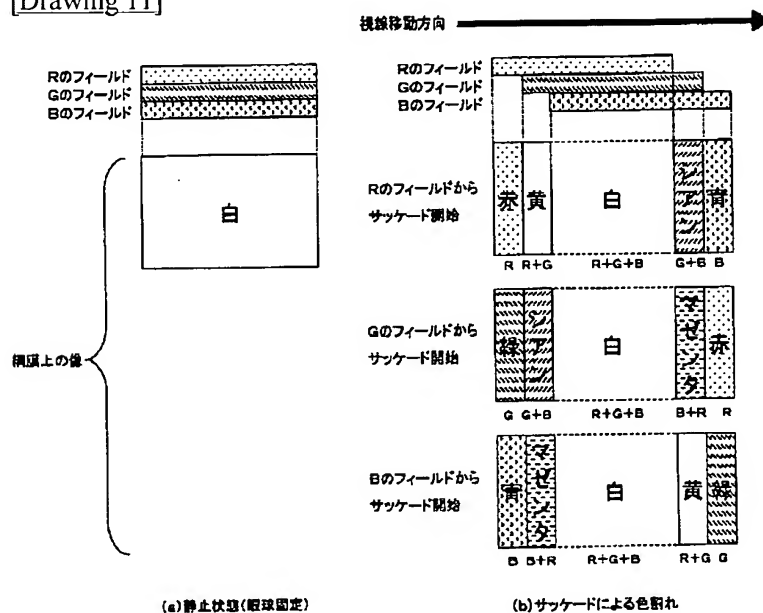 [Drawing 11]
視線移動方向
Rのフィールド
Gのフィールド
Bのフィールド
白
網膜上の像
(a)静止状態(眼球固定)
Rのフィールド
Gのフィールド
Bのフィールド
Rのフィールドから
サッケード開始
赤 黄 白 シアン 青
R R+G R+G+B G+B B
Gのフィールドから
サッケード開始
緑 シアン 白 マゼンタ 赤
G G+B R+G+B B+R R
Bのフィールドから
サッケード開始
青 マゼンタ 白 黄 緑
B B+R R+G+B R+G G
(b)サッケードによる色割れ